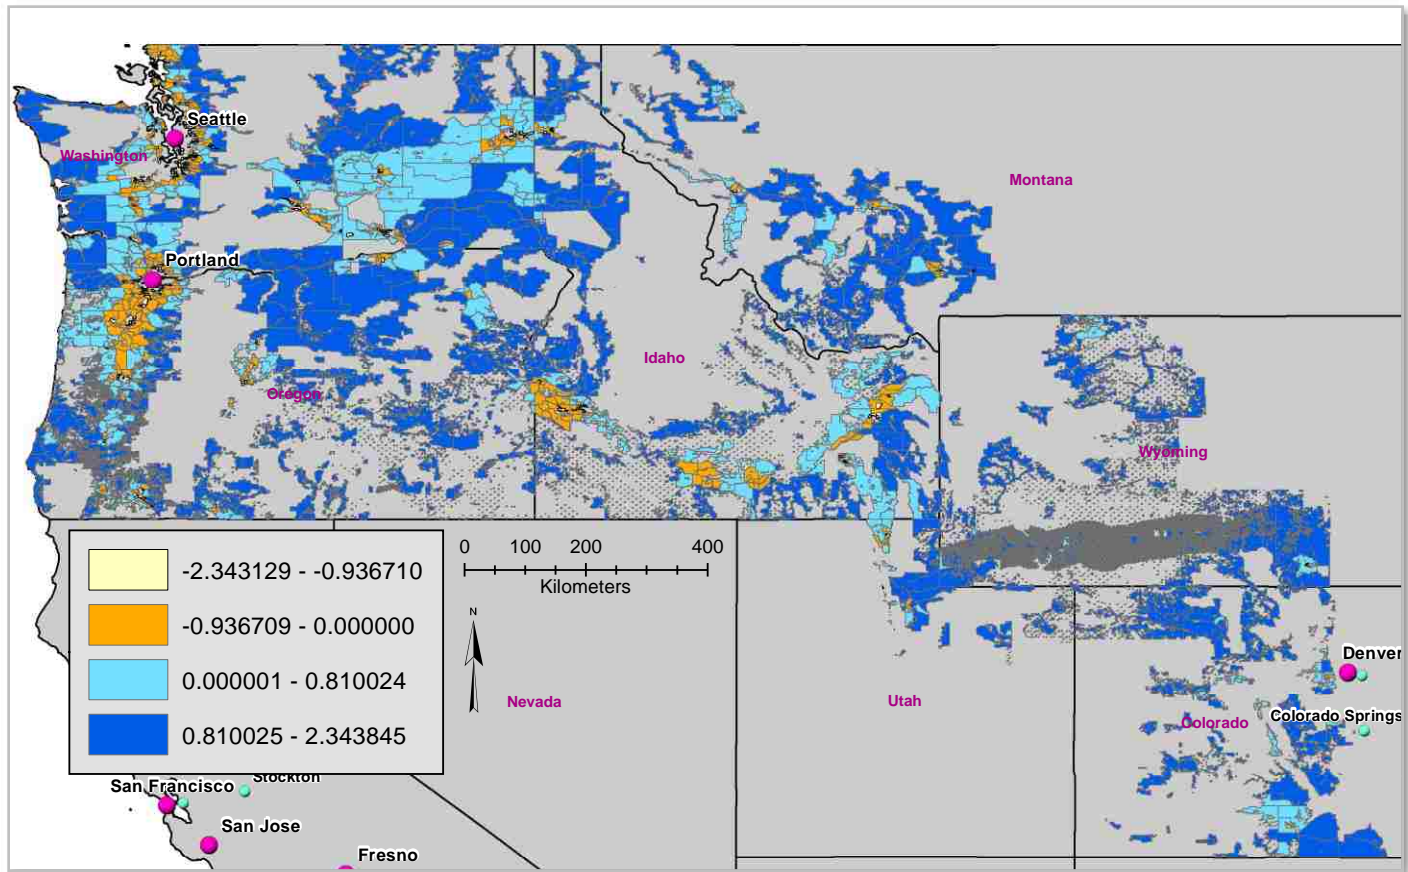 Seattle
Washington
Montana
Portland
Idaho
Oregon
Wyoming
-2.343129 - -0.936710
-0.936709 - 0.000000
0.000001 - 0.810024
0.810025 - 2.343845
0 100 200 400
Kilometers
N
Nevada
Utah
Denver
Colorado
Colorado Springs
Stockton
San Francisco
San Jose
Fresno